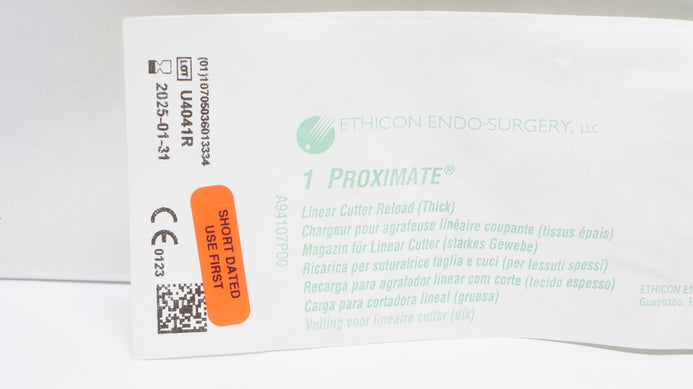 (01)10705036013334
LOT U4041R
2025-01-31
CE 0123
SHORT DATED
USE FIRST
A94107P00
ETHICON ENDO-SURGERY, LLC
1 PROXIMATE®
Linear Cutter Reload (Thick)
Chargeur pour agrafeuse linéaire coupante (tissus épais)
Magazin für Linear Cutter (starkes Gewebe)
Ricarica per suturatrice taglia e cuci (per tessuti spessi)
Recarga para agrafador linear com corte (tecido espesso)
Carga para cortadora lineal (gruesa)
Vulling voor lineaire cutter (dik)
ETHICON EN
Guaynabo, P